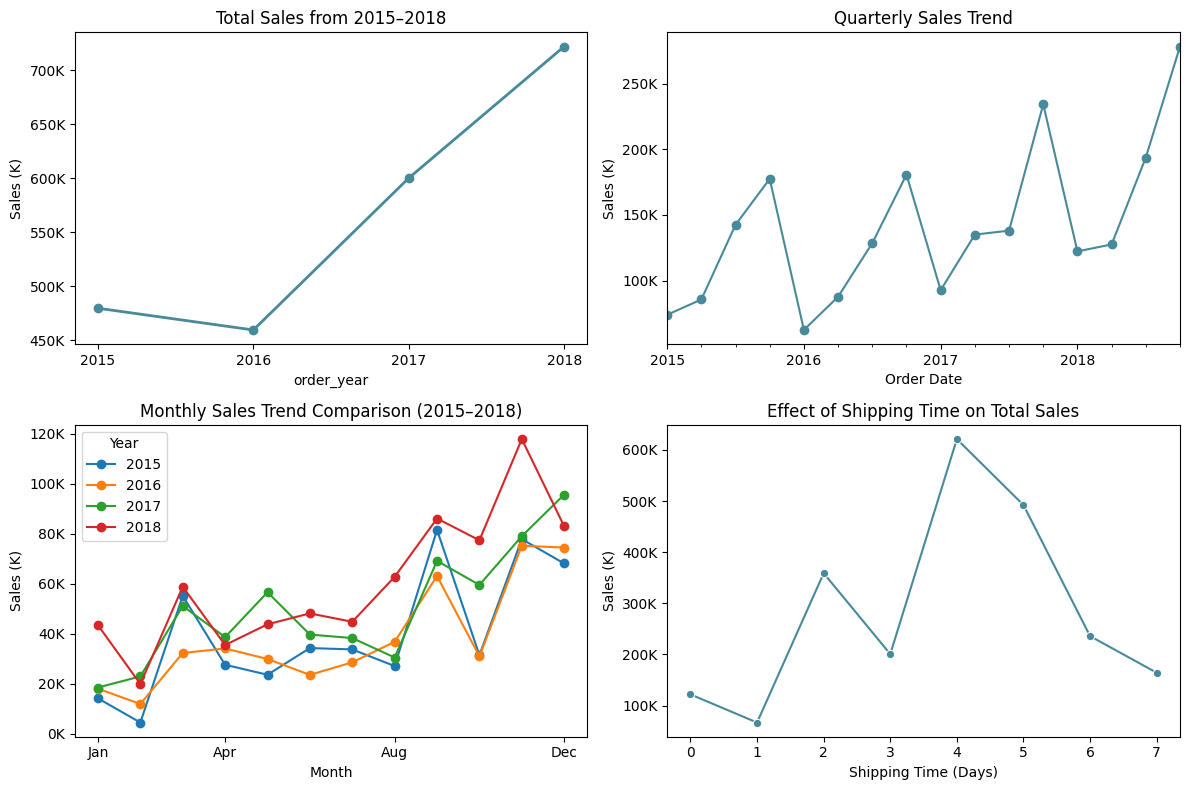 Total Sales from 2015–2018
700K
650K
600K
550K
500K
450K
Sales (K)
2015 2016 2017 2018
order_year
Quarterly Sales Trend
250K
200K
150K
100K
Sales (K)
2015 2016 2017 2018
Order Date
Monthly Sales Trend Comparison (2015–2018)
Year
2015
2016
2017
2018
120K
100K
80K
60K
40K
20K
0K
Sales (K)
Jan Apr Aug Dec
Month
Effect of Shipping Time on Total Sales
600K
500K
400K
300K
200K
100K
Sales (K)
0 1 2 3 4 5 6 7
Shipping Time (Days)